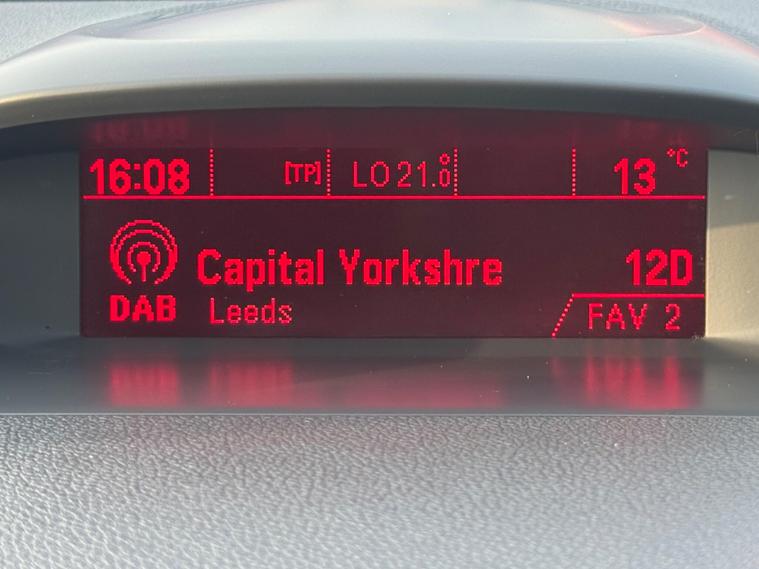 16:08 [TP] LO 21.0° 13 °C
Capital Yorkshre 12D
DAB Leeds FAV 2